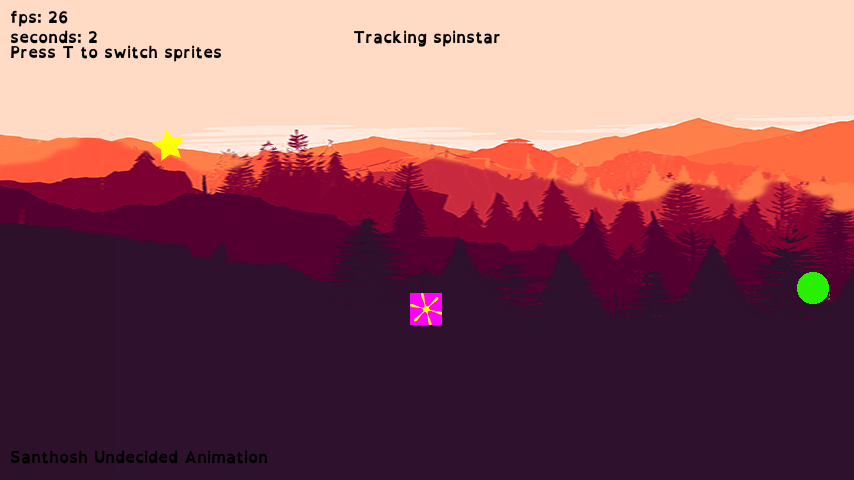 fps: 26
seconds: 2
Tracking spinstar
Press T to switch sprites
Santhosh Undecided Animation